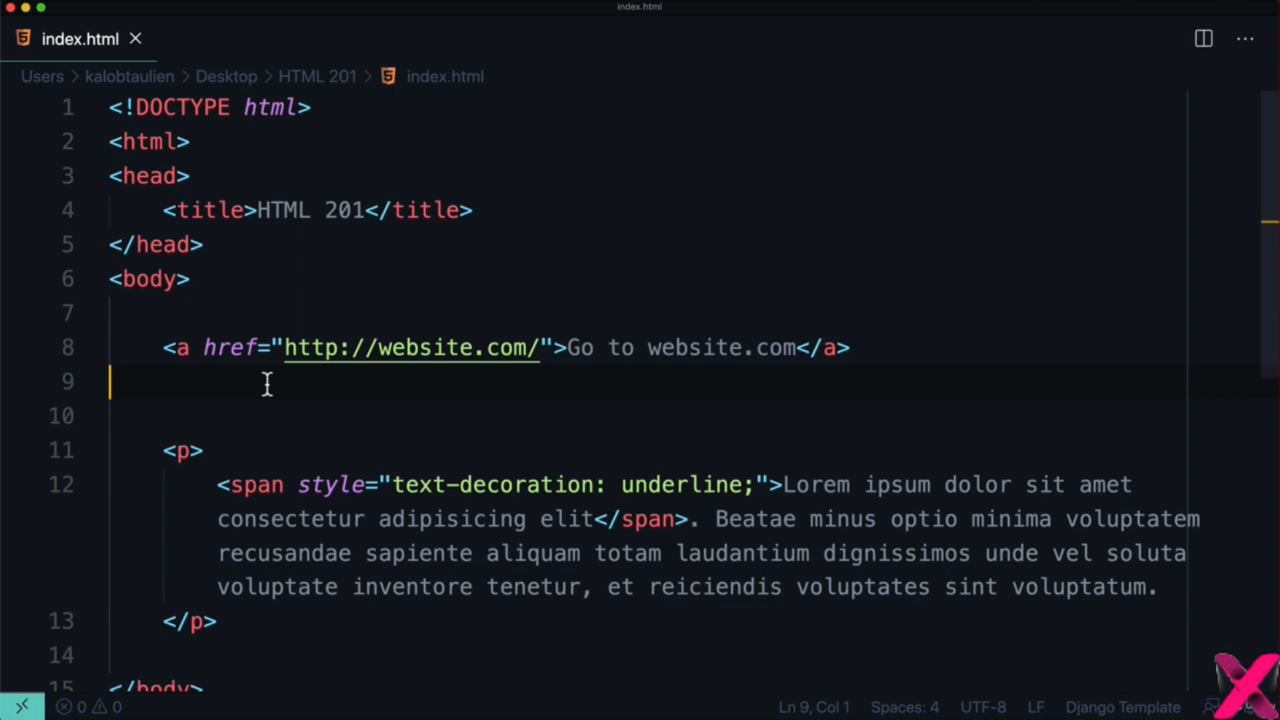 index.html
index.html
Users > kalobtaulien > Desktop > HTML 201 > index.html
1 <!DOCTYPE html>
2 <html>
3 <head>
4 <title>HTML 201</title>
5 </head>
6 <body>
7
8 <a href="http://website.com/">Go to website.com</a>
9
10
11 <p>
12 <span style="text-decoration: underline;">Lorem ipsum dolor sit amet
consectetur adipisicing elit</span>. Beatae minus optio minima voluptatem
recusandae sapiente aliquam totam laudantium dignissimos unde vel soluta
voluptate inventore tenetur, et reiciendis voluptates sint voluptatum.
13 </p>
14
15 </body>
0 0 Ln 9, Col 1 Spaces: 4 UTF-8 LF Django Template